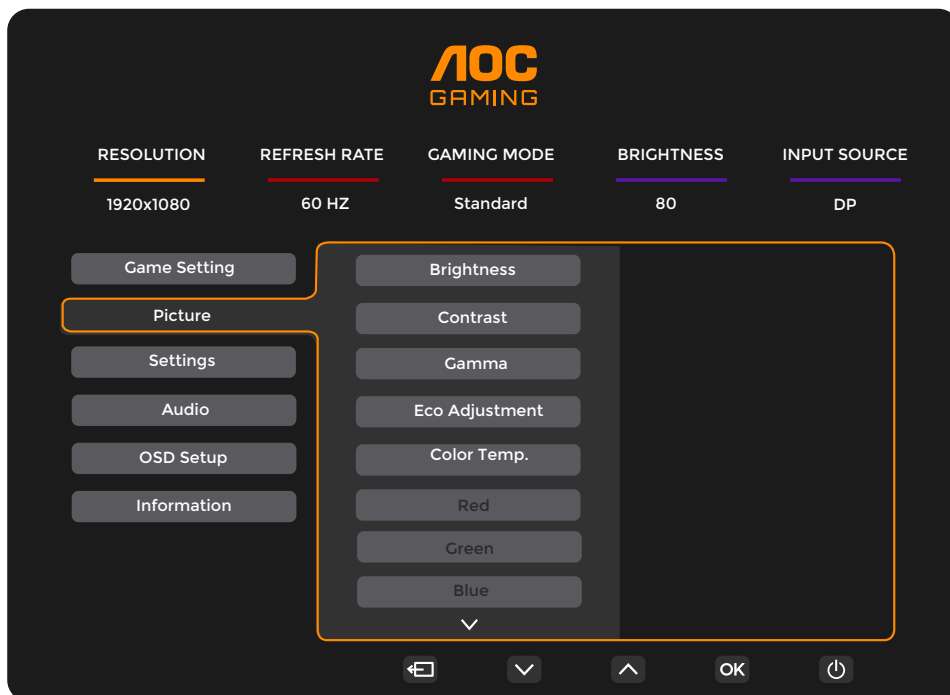 AOC
GAMING
RESOLUTION REFRESH RATE GAMING MODE BRIGHTNESS INPUT SOURCE
1920x1080 60 HZ Standard 80 DP
Game Setting
Picture
Settings
Audio
OSD Setup
Information
Brightness
Contrast
Gamma
Eco Adjustment
Color Temp.
Red
Green
Blue
OK